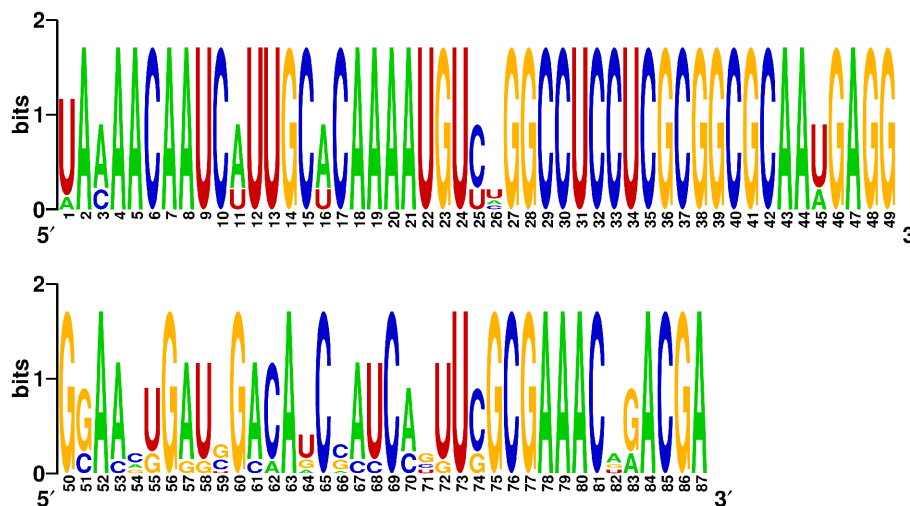 2
bits
1
0
UAAAACAAUCAUUGCACAAAAUGUCUGGCCUCCUCGCGGCGCAAUGAGG
A C U U U A A
1 2 3 4 5 6 7 8 9 10 11 12 13 14 15 16 17 18 19 20 21 22 23 24 25 26 27 28 29 30 31 32 33 34 35 36 37 38 39 40 41 42 43 44 45 46 47 48 49
5′ 3
2
bits
1
0
GGAACUGAUGGACAUCCAUCAGUUCGCGAAACAGACGA
C C A G G G C C A G G C C C C G G G A
50 51 52 53 54 55 56 57 58 59 60 61 62 63 64 65 66 67 68 69 70 71 72 73 74 75 76 77 78 79 80 81 82 83 84 85 86 87
5′ 3′